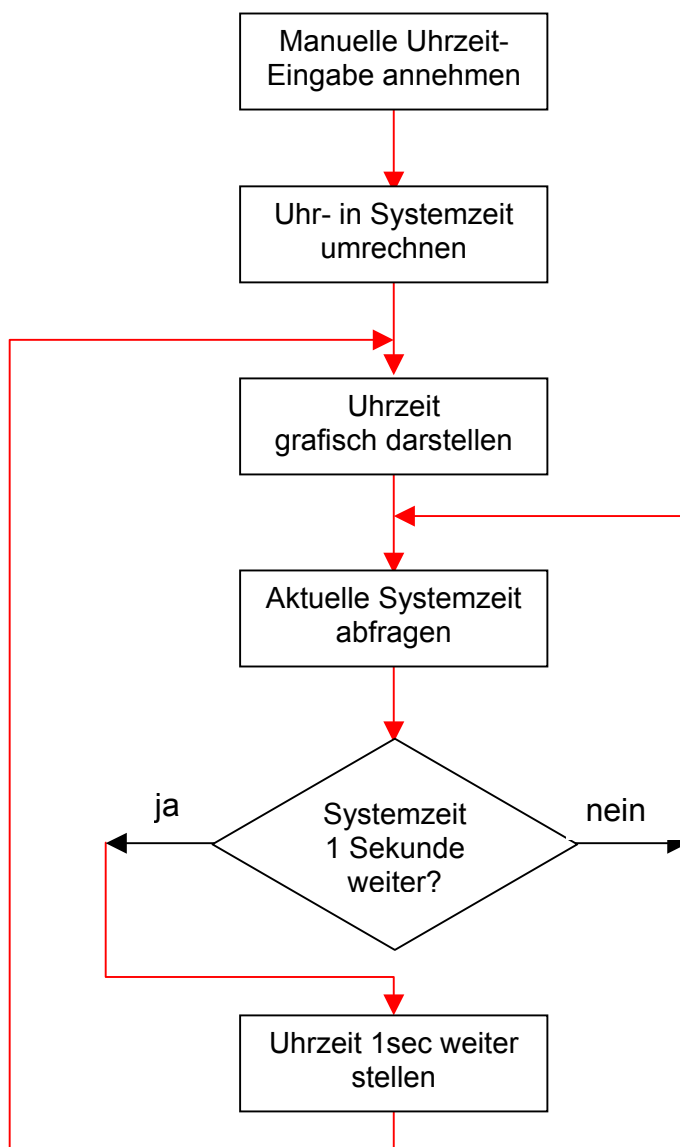 Manuelle Uhrzeit-
Eingabe annehmen
Uhr- in Systemzeit
umrechnen
Uhrzeit
grafisch darstellen
Aktuelle Systemzeit
abfragen
ja
Systemzeit
1 Sekunde
weiter?
nein
Uhrzeit 1sec weiter
stellen